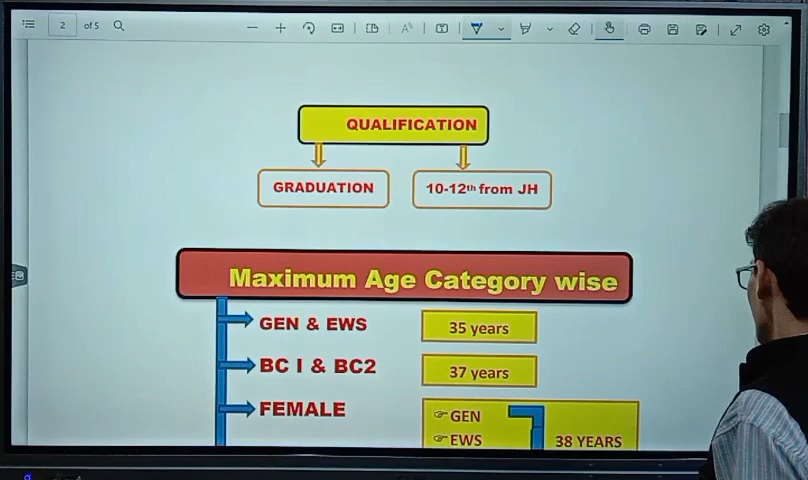 2 of 5
QUALIFICATION
GRADUATION
10-12th from JH
Maximum Age Category wise
GEN & EWS 35 years
BC I & BC2 37 years
FEMALE
☞ GEN
☞ EWS 38 YEARS